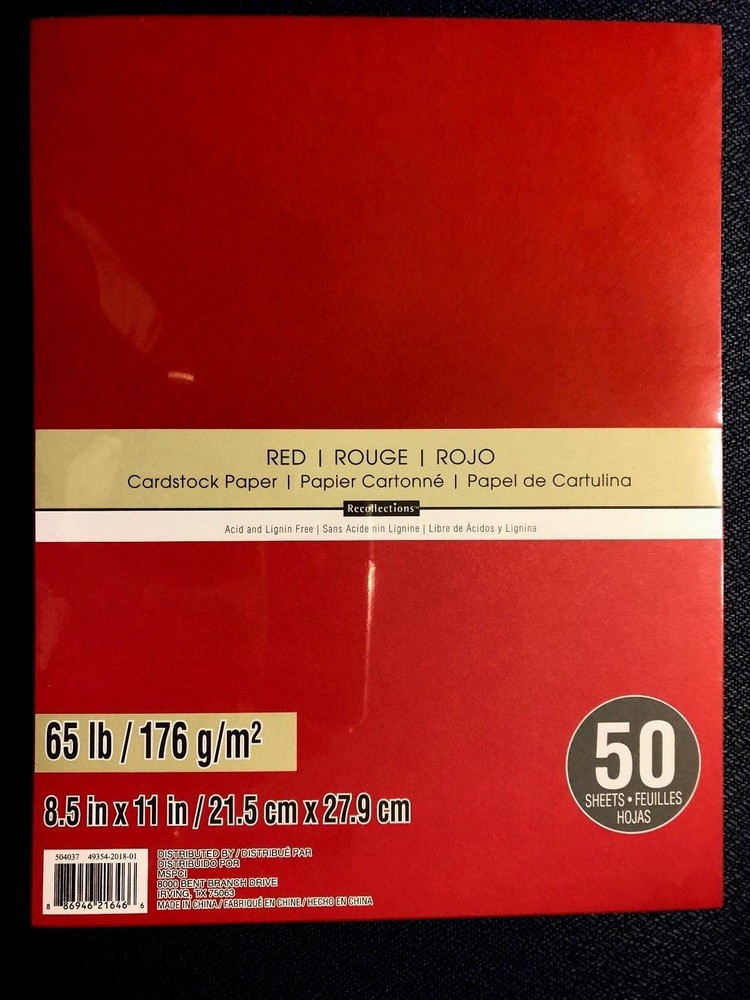 RED | ROUGE | ROJO
Cardstock Paper | Papier Cartonné | Papel de Cartulina
Recollections™
Acid and Lignin Free | Sans Acide nin Lignine | Libre de Ácidos y Lignina
65 lb / 176 g/m²
8.5 in x 11 in / 21.5 cm x 27.9 cm
50
SHEETS • FEUILLES
HOJAS
504037 49354-2018-01
8 86946 21646 6
DISTRIBUTED BY / DISTRIBUÉ PAR
DISTRIBUIDO POR
MSPCI
8000 BENT BRANCH DRIVE
IRVING, TX 75063
MADE IN CHINA / FABRIQUÉ EN CHINE / HECHO EN CHINA